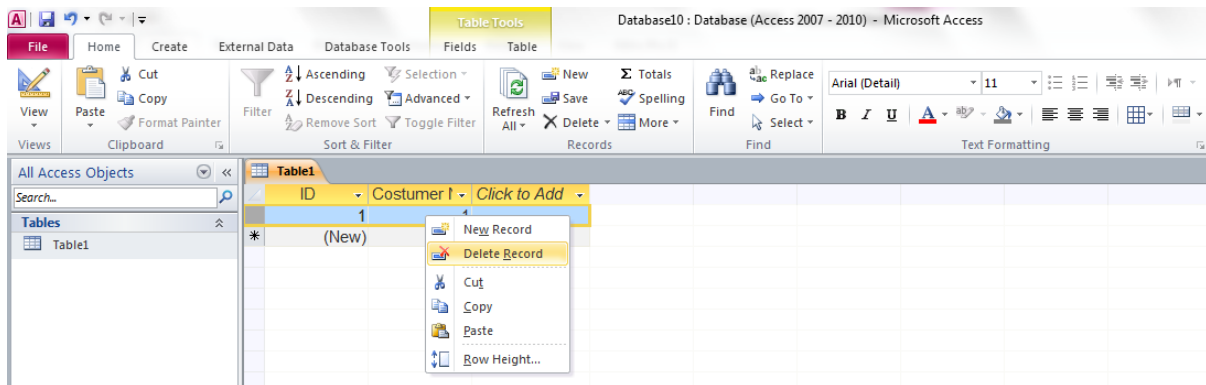 A
Table Tools
Database10 : Database (Access 2007 - 2010) - Microsoft Access
File Home Create External Data Database Tools Fields Table
View
Views
Paste
Cut
Copy
Format Painter
Clipboard
Filter
Ascending
Descending
Remove Sort
Selection
Advanced
Toggle Filter
Sort & Filter
Refresh
All
New
Save
Delete
Totals
Spelling
More
Records
Find
Replace
Go To
Select
Find
Arial (Detail) 11
B I U A
Text Formatting
All Access Objects
Search...
Tables
Table1
Table1
ID Costumer N Click to Add
1 1
* (New)
New Record
Delete Record
Cut
Copy
Paste
Row Height...